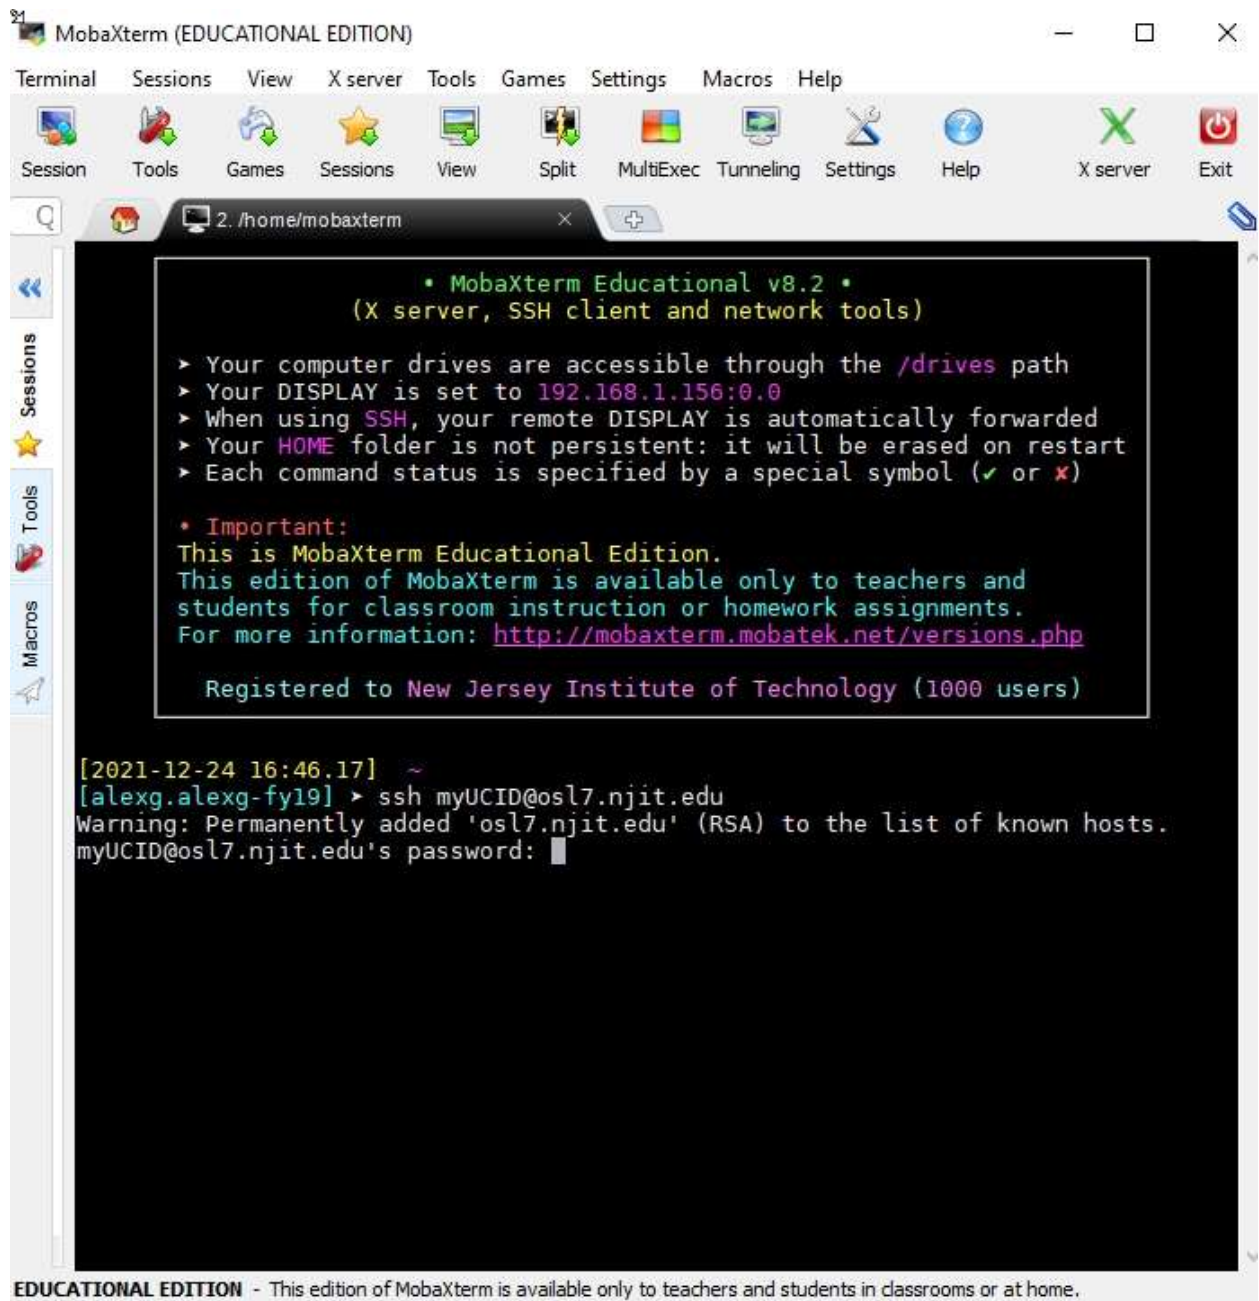 21
MobaXterm (EDUCATIONAL EDITION)
Terminal Sessions View X server Tools Games Settings Macros Help
Session Tools Games Sessions View Split MultiExec Tunneling Settings Help X server Exit
2. /home/mobaxterm
Sessions
Tools
Macros
• MobaXterm Educational v8.2 •
(X server, SSH client and network tools)
➤ Your computer drives are accessible through the /drives path
➤ Your DISPLAY is set to 192.168.1.156:0.0
➤ When using SSH, your remote DISPLAY is automatically forwarded
➤ Your HOME folder is not persistent: it will be erased on restart
➤ Each command status is specified by a special symbol (✔ or ✘)
• Important:
This is MobaXterm Educational Edition.
This edition of MobaXterm is available only to teachers and
students for classroom instruction or homework assignments.
For more information: http://mobaxterm.mobatek.net/versions.php
Registered to New Jersey Institute of Technology (1000 users)
[2021-12-24 16:46.17] ~
[alexg.alexg-fy19] ➤ ssh myUCID@osl7.njit.edu
Warning: Permanently added 'osl7.njit.edu' (RSA) to the list of known hosts.
myUCID@osl7.njit.edu's password:
EDUCATIONAL EDITION - This edition of MobaXterm is available only to teachers and students in classrooms or at home.